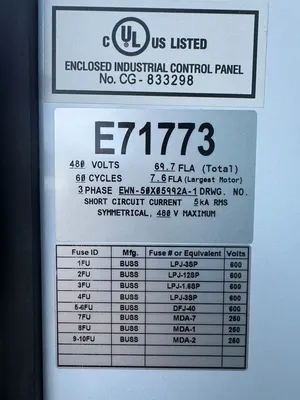 c UL US LISTED
ENCLOSED INDUSTRIAL CONTROL PANEL
No. CG - 833298
E71773
480 VOLTS 69.7 FLA (Total)
60 CYCLES 7.6 FLA (Largest Motor)
3 PHASE EWN-50X05992A-1 DRWG. NO.
SHORT CIRCUIT CURRENT 5kA RMS
SYMMETRICAL, 480 V MAXIMUM
Fuse ID Mfg. Fuse # or Equivalent Volts
1FU BUSS LPJ-3SP 600
2FU BUSS LPJ-12SP 600
3FU BUSS LPJ-1.6SP 600
4FU BUSS LPJ-3SP 600
5-6FU BUSS DFJ-40 600
7FU BUSS MDA-7 250
8FU BUSS MDA-1 250
9-10FU BUSS MDA-2 250